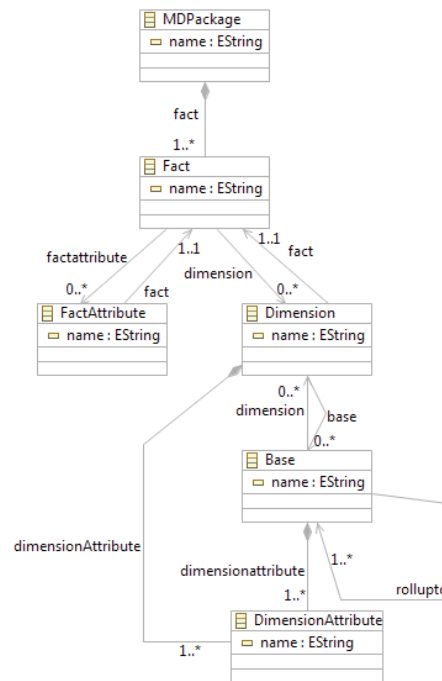 MDPackage
name : EString
fact
1..*
Fact
name : EString
factattribute
1..1
1..1
fact
dimension
0..*
fact
0..*
FactAttribute
name : EString
Dimension
name : EString
0..*
dimension
base
0..*
Base
name : EString
dimensionAttribute
1..*
dimensionattribute
rollupto
1..*
DimensionAttribute
name : EString
1..*